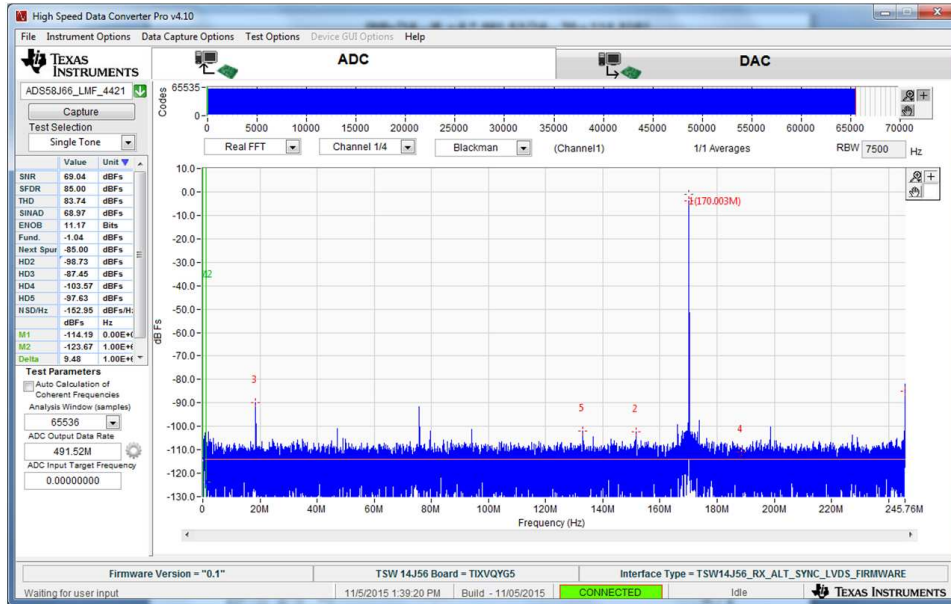 High Speed Data Converter Pro v4.10
File Instrument Options Data Capture Options Test Options Device GUI Options Help
TEXAS INSTRUMENTS
ADC
DAC
ADS58J66_LMF_4421
Capture
Test Selection
Single Tone
Value Unit
SNR 69.04 dBFs
SFDR 85.00 dBFs
THD 83.74 dBFs
SINAD 68.97 dBFs
ENOB 11.17 Bits
Fund. -1.04 dBFs
Next Spur -85.00 dBFs
HD2 -98.73 dBFs
HD3 -87.45 dBFs
HD4 -103.57 dBFs
HD5 -97.63 dBFs
NSD/Hz -152.95 dBFs/Hz
dBFs Hz
M1 -114.19 0.00E+0
M2 -123.67 1.00E+6
Delta 9.48 1.00E+6
Test Parameters
Auto Calculation of
Coherent Frequencies
Analysis Window (samples)
65536
ADC Output Data
Rate
491.52M
ADC Input Target Frequency
0.00000000
Codes
65535
0
0 5000 10000 15000 20000 25000 30000 35000 40000 45000 50000 55000 60000 65000 70000
Real FFT Channel 1/4 Blackman (Channel1) 1/1 Averages RBW 7500 Hz
dBFs
10.0
0.0
-10.0
-20.0
-30.0
-40.0
-50.0
-60.0
-70.0
-80.0
-90.0
-100.0
-110.0
-120.0
-130.0
1(170.003M)
M2
3
5
2
4
0 20M 40M 60M 80M 100M 120M 140M 160M 180M 200M 220M 245.76M
Frequency (Hz)
Firmware Version = "0.1" TSW 14J56 Board = TIXVQYG5 Interface Type = TSW14J56_RX_ALT_SYNC_LVDS_FIRMWARE
Waiting for user input 11/5/2015 1:39:20 PM Build - 11/05/2015 CONNECTED Idle TEXAS INSTRUMENTS